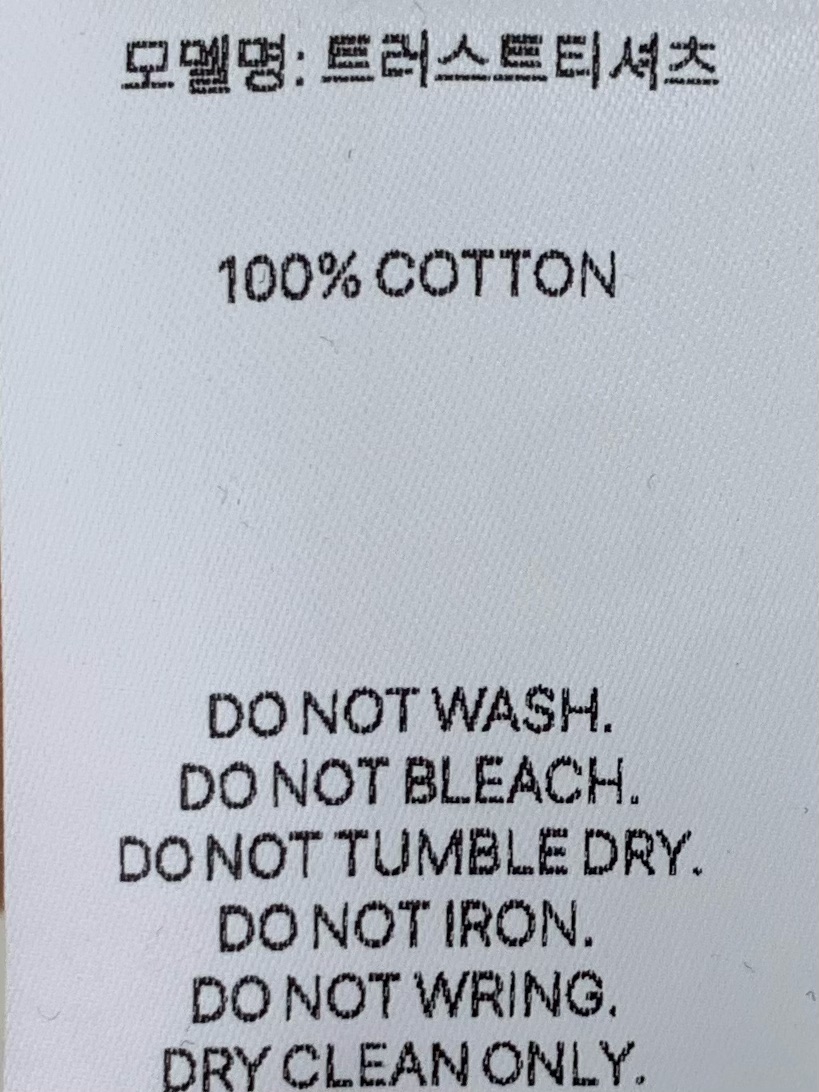 모델명: 트러스트티셔츠
100% COTTON
DO NOT WASH.
DO NOT BLEACH.
DO NOT TUMBLE DRY.
DO NOT IRON.
DO NOT WRING.
DRY CLEAN ONLY.